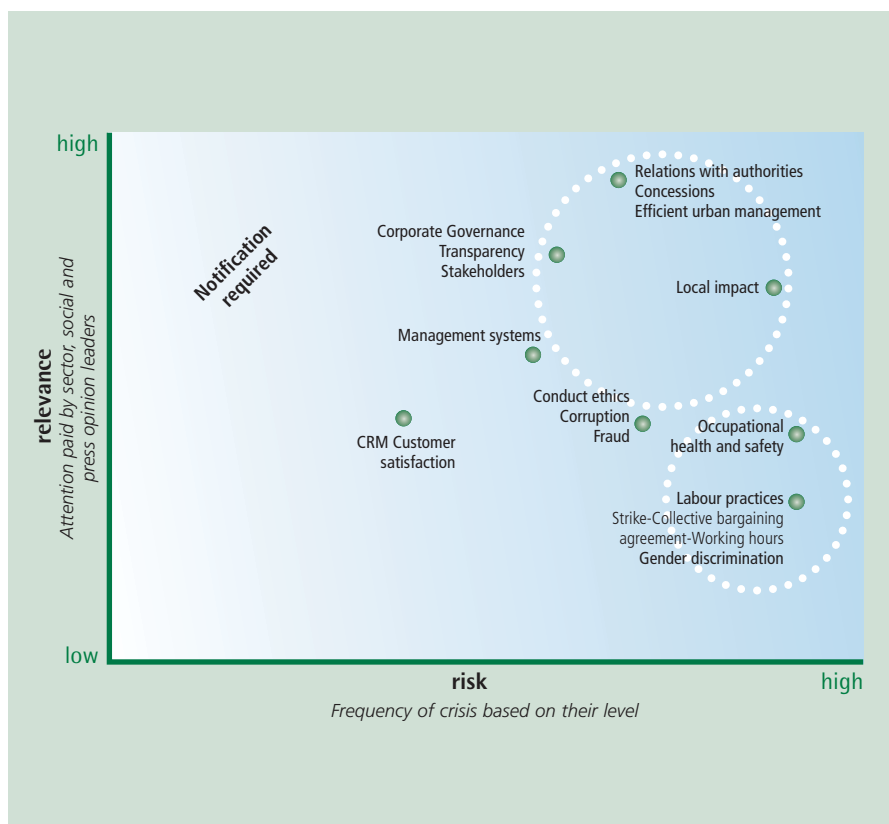 high
Relations with authorities
Concessions
Efficient urban management
Corporate Governance
Transparency
Stakeholders
Notification
required
Local impact
Management systems
relevance
Attention paid by sector, social and
press opinion leaders
Conduct ethics
Corruption
Fraud
CRM Customer
satisfaction
Occupational
health and safety
Labour practices
Strike-Collective bargaining
agreement-Working hours
Gender discrimination
low
risk
high
Frequency of crisis based on their level